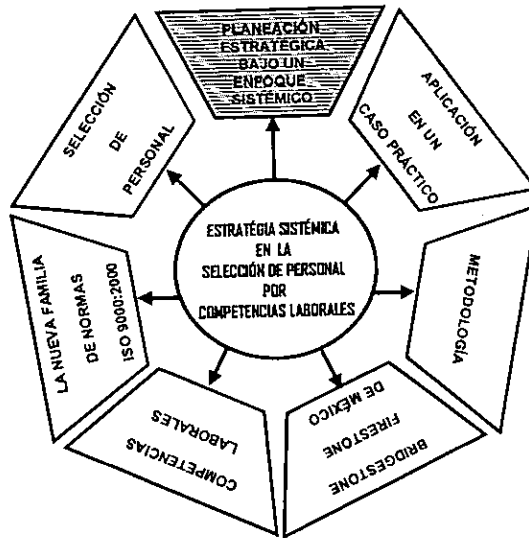 PLANEACIÓN
ESTRATÉGICA
BAJO UN
ENFOQUE
SISTÉMICO
APLICACIÓN
EN UN
CASO PRÁCTICO
METODOLOGÍA
BRIDGESTONE
FIRESTONE
DE MÉXICO
COMPETENCIAS
LABORALES
LA NUEVA FAMILIA
DE NORMAS
ISO 9000:2000
SELECCIÓN
DE
PERSONAL
ESTRATÉGIA SISTÉMICA
EN LA
SELECCIÓN DE PERSONAL
POR
COMPETENCIAS LABORALES